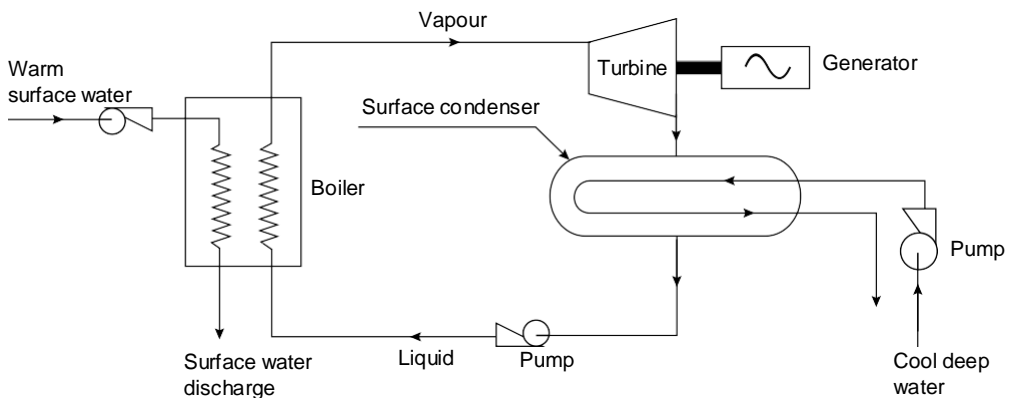 Vapour
Warm
surface water
Turbine
Generator
Surface condenser
Boiler
Pump
Liquid
Pump
Surface water
discharge
Cool deep
water